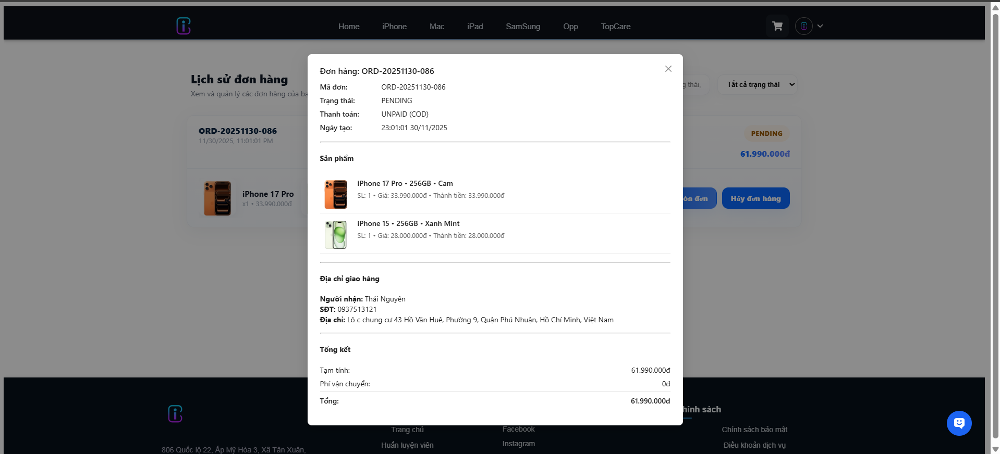 Home iPhone Mac iPad SamSung Opp TopCare
Lịch sử đơn hàng
Xem và quản lý các đơn hàng của
thái,
Tất cả trạng thái
ORD-20251130-086
11/30/2025, 11:01:01 PM
PENDING
61.990.000đ
iPhone 17 Pro
x1 • 33.990.000đ
đơn
Hủy đơn hàng
Đơn hàng: ORD-20251130-086
Mã đơn: ORD-20251130-086
Trạng thái: PENDING
Thanh toán: UNPAID (COD)
Ngày tạo: 23:01:01 30/11/2025
Sản phẩm
iPhone 17 Pro • 256GB • Cam
SL: 1 • Giá: 33.990.000đ • Thành tiền: 33.990.000đ
iPhone 15 • 256GB • Xanh Mint
SL: 1 • Giá: 28.000.000đ • Thành tiền: 28.000.000đ
Địa chỉ giao hàng
Người nhận: Thái Nguyên
SĐT: 0937513121
Địa chỉ: Lô c chung cư 43 Hồ Văn Huê, Phường 9, Quận Phú Nhuận, Hồ Chí Minh, Việt Nam
Tổng kết
Tạm tính: 61.990.000đ
Phí vận chuyển: 0đ
Tổng: 61.990.000đ
806 Quốc lộ 22, Ấp Mỹ Hòa 3, Xã Tân Xuân,
Trang chủ
Huấn luyện viên
Facebook
Instagram
sách
Chính sách bảo mật
Điều khoản dịch vụ